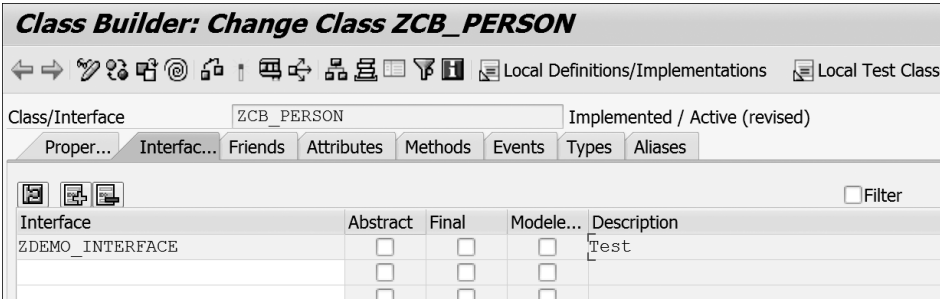 Class Builder: Change Class ZCB_PERSON
Local Definitions/Implementations Local Test Class
Class/Interface ZCB_PERSON Implemented / Active (revised)
Proper... Interfac... Friends Attributes Methods Events Types Aliases
Filter
Interface Abstract Final Modele... Description
ZDEMO_INTERFACE Test